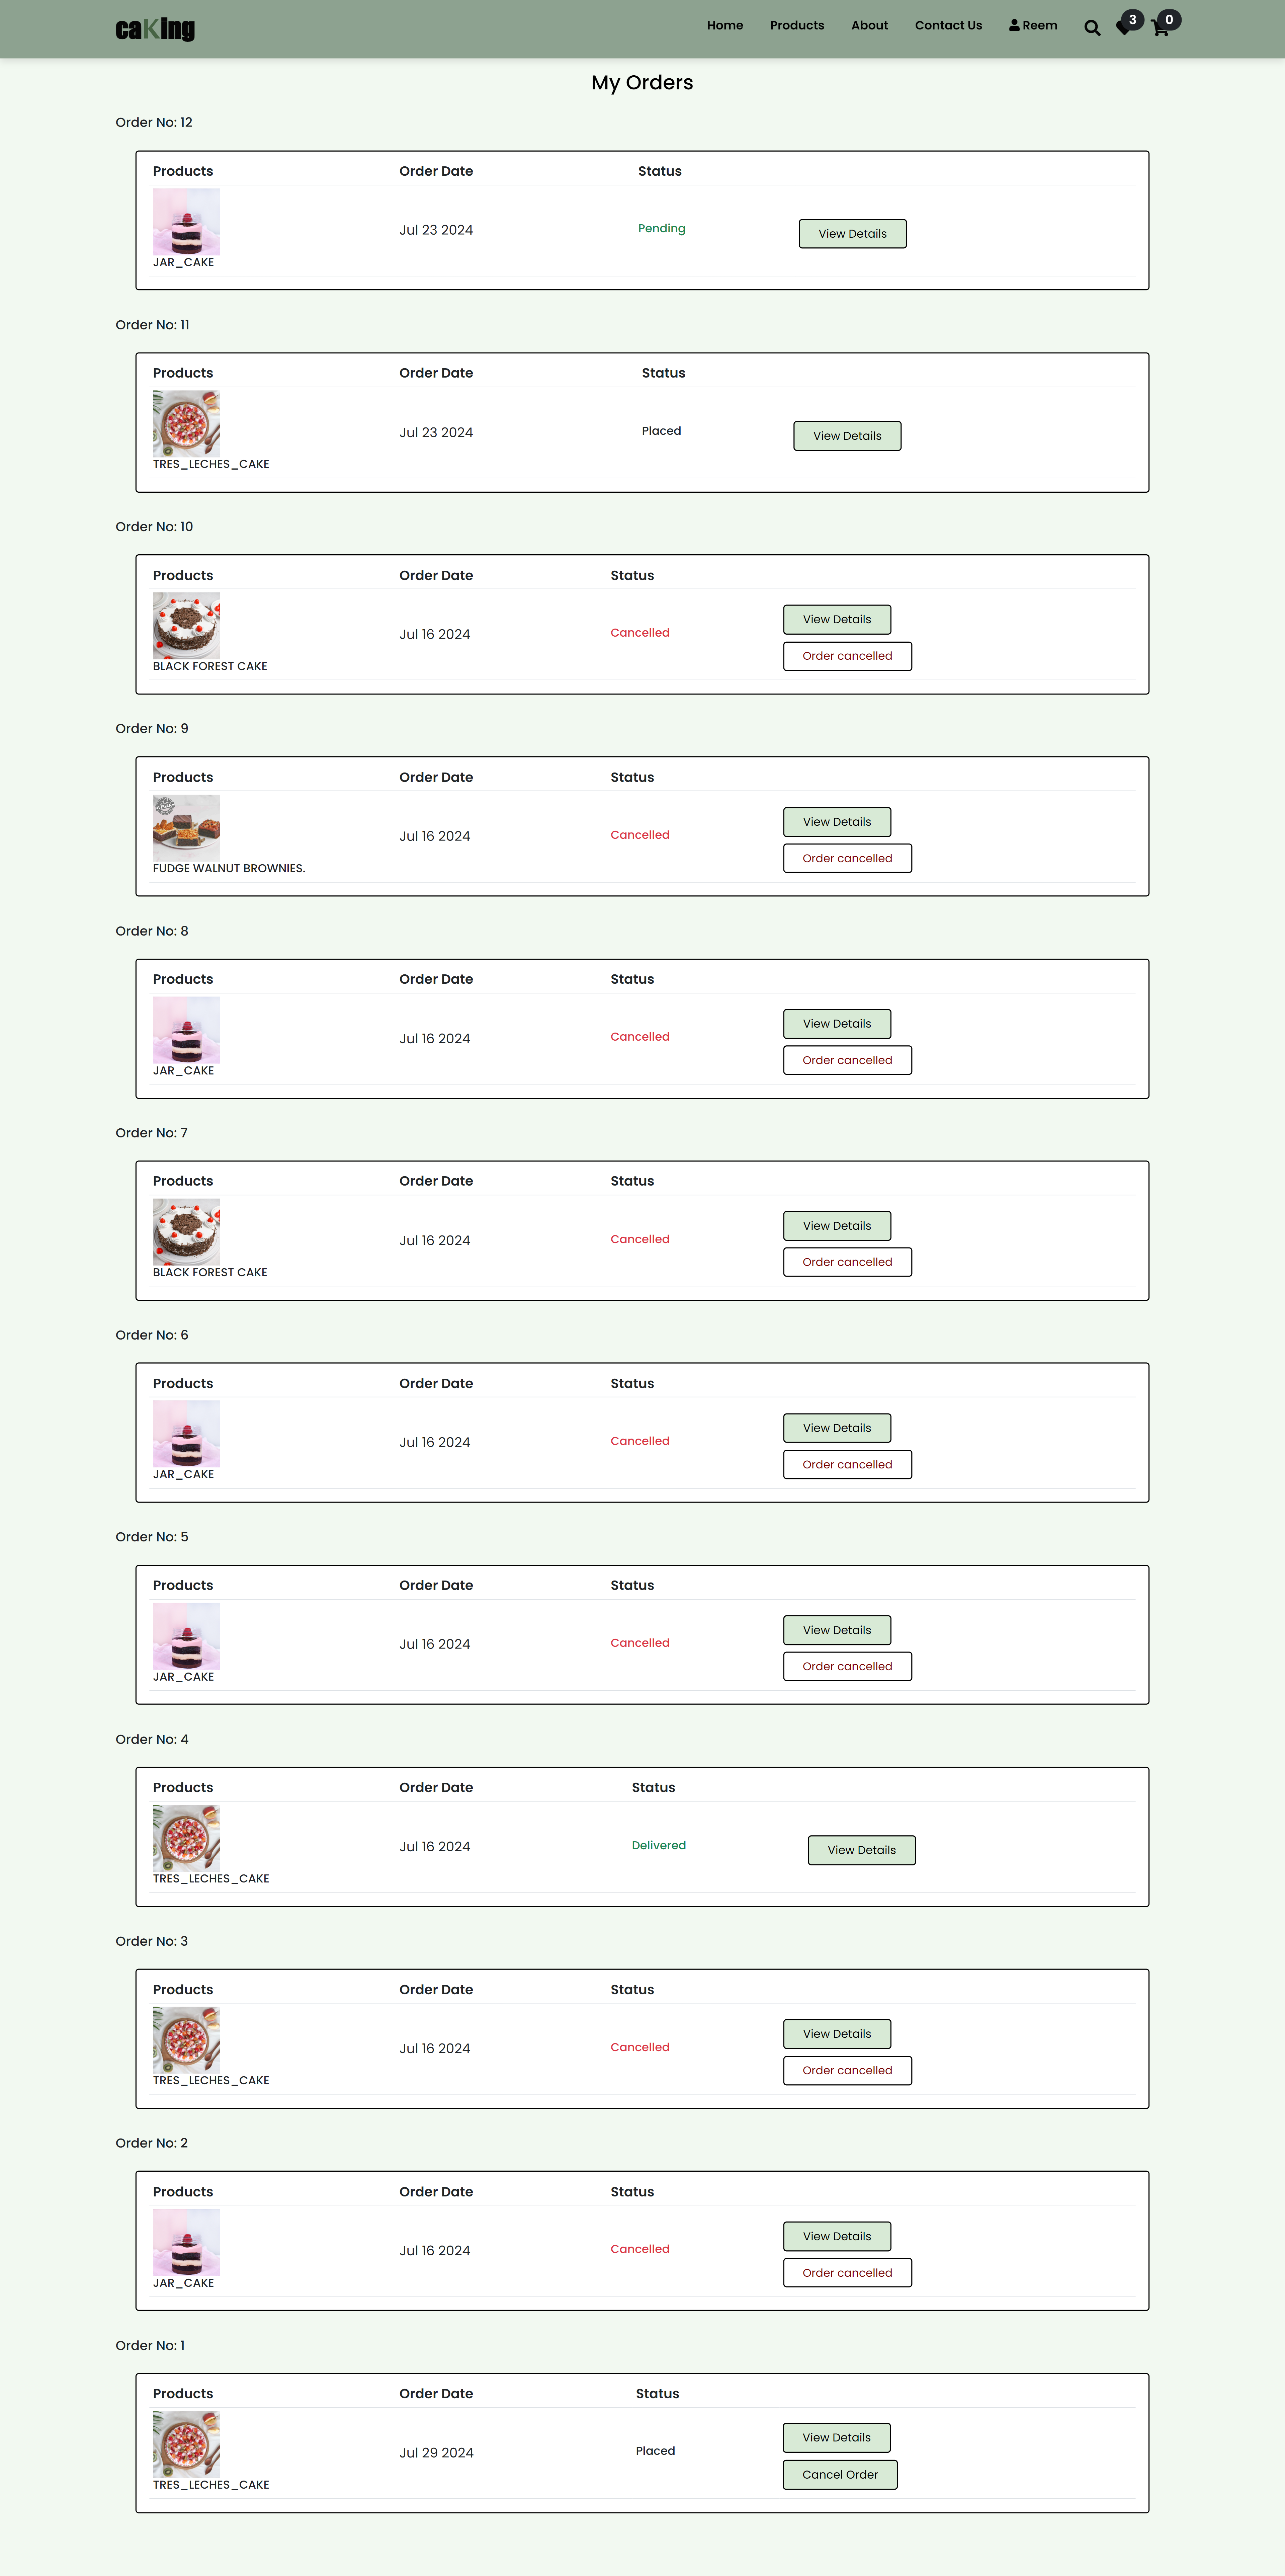 caKing
Home Products About Contact Us Reem 3 0
My Orders
Order No: 12
Products Order Date Status
Jul 23 2024 Pending View Details
JAR_CAKE
Order No: 11
Products Order Date Status
Jul 23 2024 Placed View Details
TRES_LECHES_CAKE
Order No: 10
Products Order Date Status
Jul 16 2024 Cancelled View Details
Order cancelled
BLACK FOREST CAKE
Order No: 9
Products Order Date Status
Jul 16 2024 Cancelled View Details
Order cancelled
FUDGE WALNUT BROWNIES.
Order No: 8
Products Order Date Status
Jul 16 2024 Cancelled View Details
Order cancelled
JAR_CAKE
Order No: 7
Products Order Date Status
Jul 16 2024 Cancelled View Details
Order cancelled
BLACK FOREST CAKE
Order No: 6
Products Order Date Status
Jul 16 2024 Cancelled View Details
Order cancelled
JAR_CAKE
Order No: 5
Products Order Date Status
Jul 16 2024 Cancelled View Details
Order cancelled
JAR_CAKE
Order No: 4
Products Order Date Status
Jul 16 2024 Delivered View Details
TRES_LECHES_CAKE
Order No: 3
Products Order Date Status
Jul 16 2024 Cancelled View Details
Order cancelled
TRES_LECHES_CAKE
Order No: 2
Products Order Date Status
Jul 16 2024 Cancelled View Details
Order cancelled
JAR_CAKE
Order No: 1
Products Order Date Status
Jul 29 2024 Placed View Details
Cancel Order
TRES_LECHES_CAKE